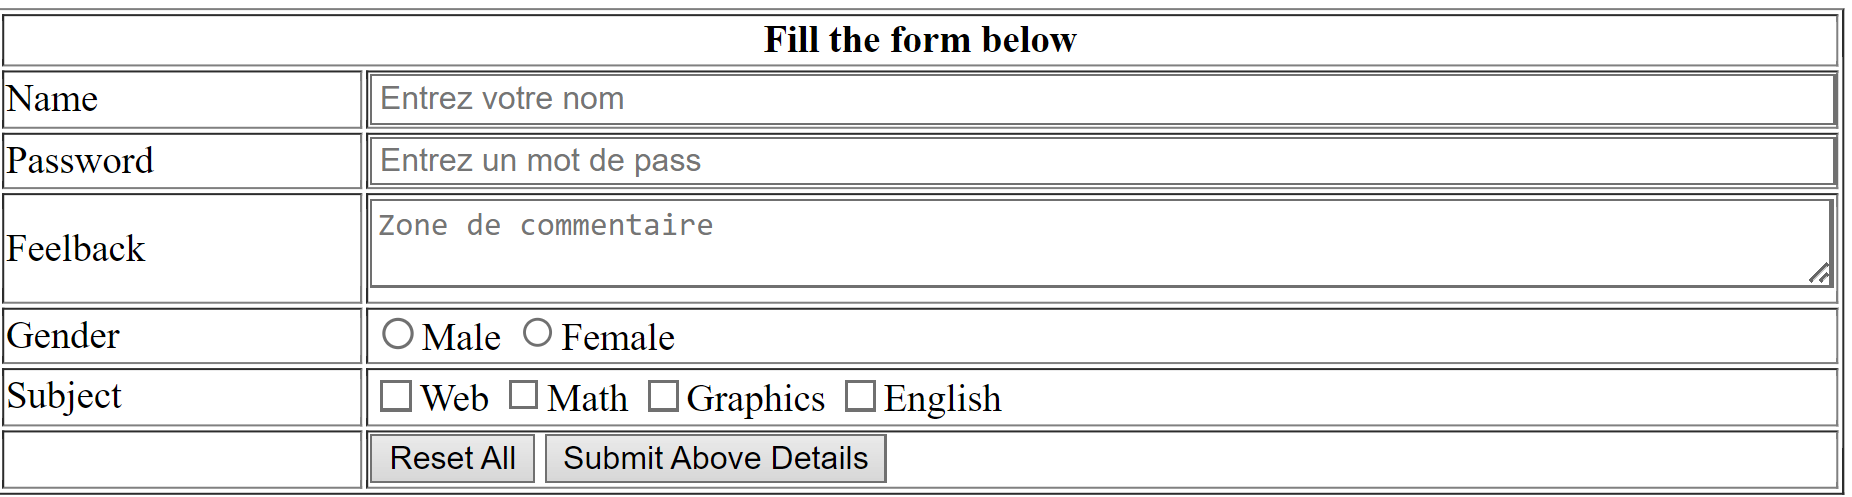 Fill the form below
Name Entrez votre nom
Password Entrez un mot de pass
Feelback Zone de commentaire
Gender Male Female
Subject Web Math Graphics English
Reset All Submit Above Details